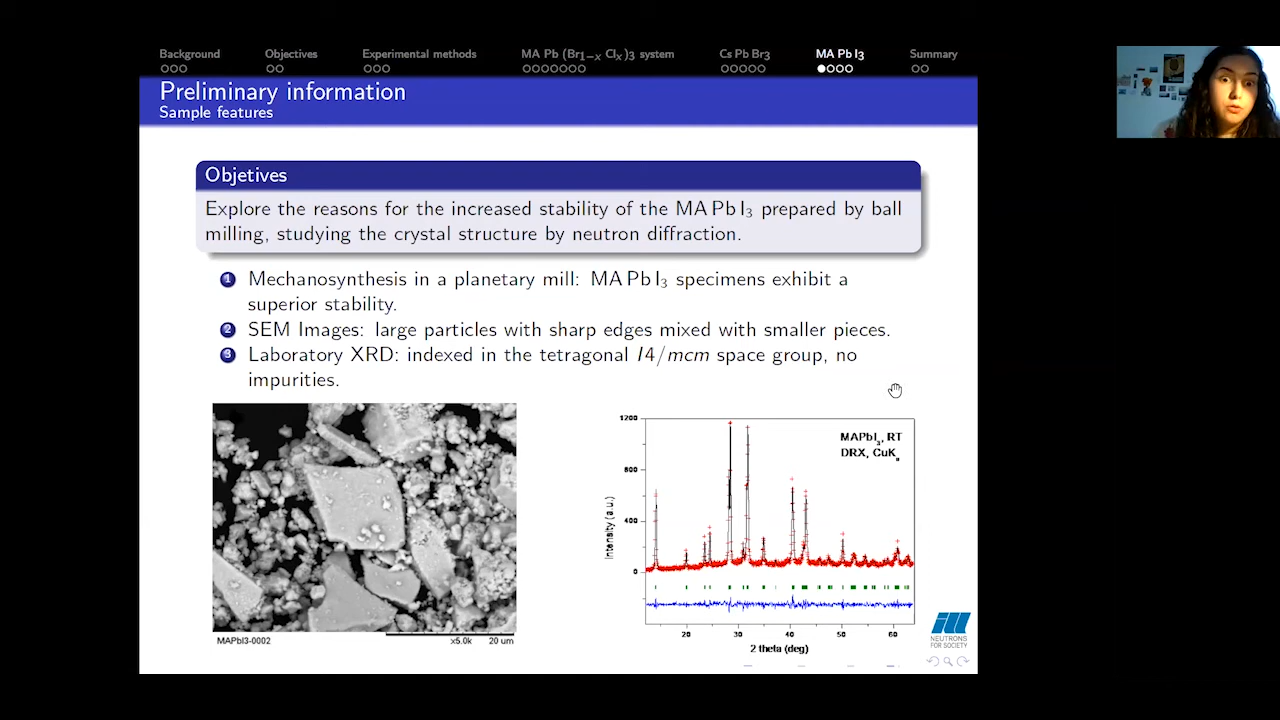 Background Objectives Experimental methods MA Pb (Br1−x Clx)3 system Cs Pb Br3 MA Pb I3 Summary
Preliminary information
Sample features
Objetives
Explore the reasons for the increased stability of the MA Pb I3 prepared by ball
milling, studying the crystal structure by neutron diffraction.
1 Mechanosynthesis in a planetary mill: MA Pb I3 specimens exhibit a
superior stability.
2 SEM Images: large particles with sharp edges mixed with smaller pieces.
3 Laboratory XRD: indexed in the tetragonal I4/mcm space group, no
impurities.
MAPbI3-0002 x5.0k 20 um
1200
800
400
0
Intensity (a.u.)
MAPbI3, RT
DRX, CuKα
20 30 40 50 60
2 theta (deg)
NEUTRONS
FOR SOCIETY